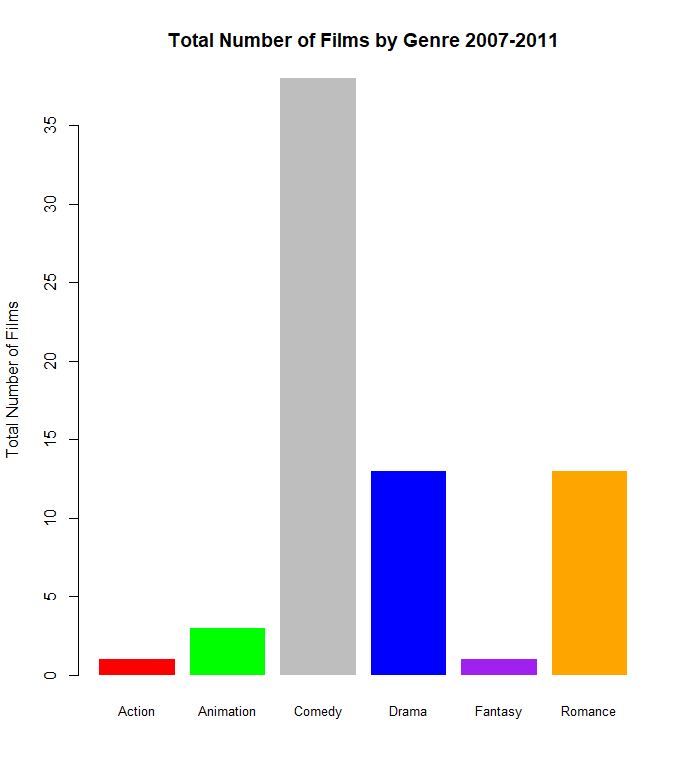 Total Number of Films by Genre 2007-2011
Total Number of Films
35
30
25
20
15
10
5
0
Action Animation Comedy Drama Fantasy Romance